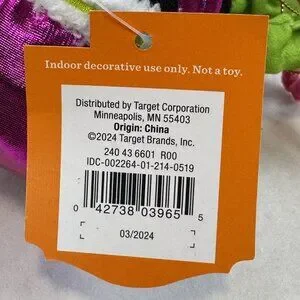 Indoor decorative use only. Not a toy.
Distributed by Target Corporation
Minneapolis, MN 55403
Origin: China
©2024 Target Brands, Inc.
240 43 6601 R00
IDC-002264-01-214-0519
0 42738 03965 5
03/2024